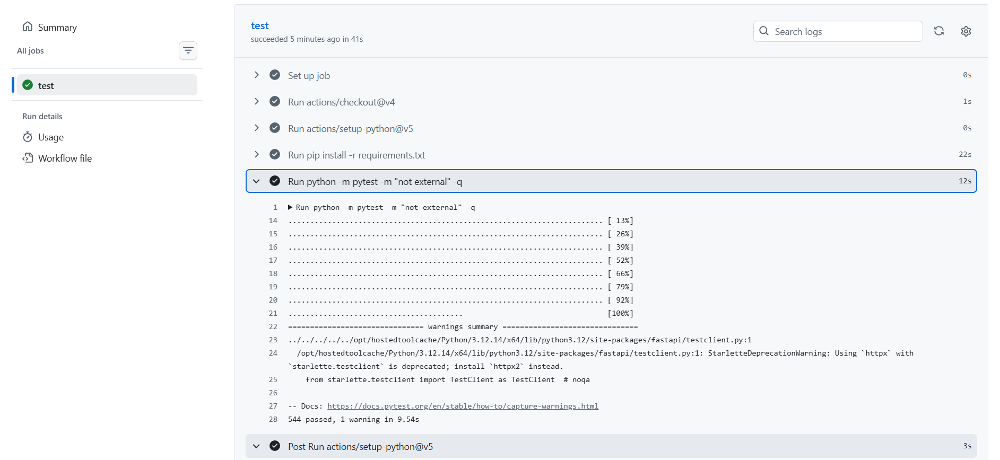 Summary
All jobs
test
Run details
Usage
Workflow file
test
succeeded 5 minutes ago in 41s
Search logs
Set up job 0s
Run actions/checkout@v4 1s
Run actions/setup-python@v5 0s
Run pip install -r requirements.txt 22s
Run python -m pytest -m "not external" -q 12s
1 Run python -m pytest -m "not external" -q
14 ........................................................................ [ 13%]
15 ........................................................................ [ 26%]
16 ........................................................................ [ 39%]
17 ........................................................................ [ 52%]
18 ........................................................................ [ 66%]
19 ........................................................................ [ 79%]
20 ........................................................................ [ 92%]
21 ........................................ [100%]
22 =============================== warnings summary ===============================
23 ../../../../../opt/hostedtoolcache/Python/3.12.14/x64/lib/python3.12/site-packages/fastapi/testclient.py:1
24 /opt/hostedtoolcache/Python/3.12.14/x64/lib/python3.12/site-packages/fastapi/testclient.py:1: StarletteDeprecationWarning: Using `httpx` with
`starlette.testclient` is deprecated; install `httpx2` instead.
25 from starlette.testclient import TestClient as TestClient # noqa
26
27 -- Docs: https://docs.pytest.org/en/stable/how-to/capture-warnings.html
28 544 passed, 1 warning in 9.54s
Post Run actions/setup-python@v5 3s